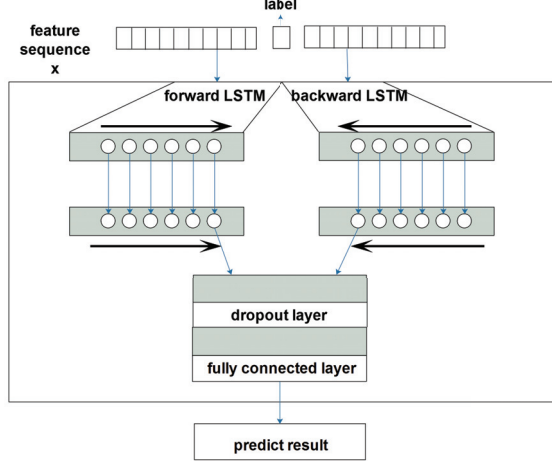 label
feature
sequence
x
forward LSTM
backward LSTM
dropout layer
fully connected layer
predict result